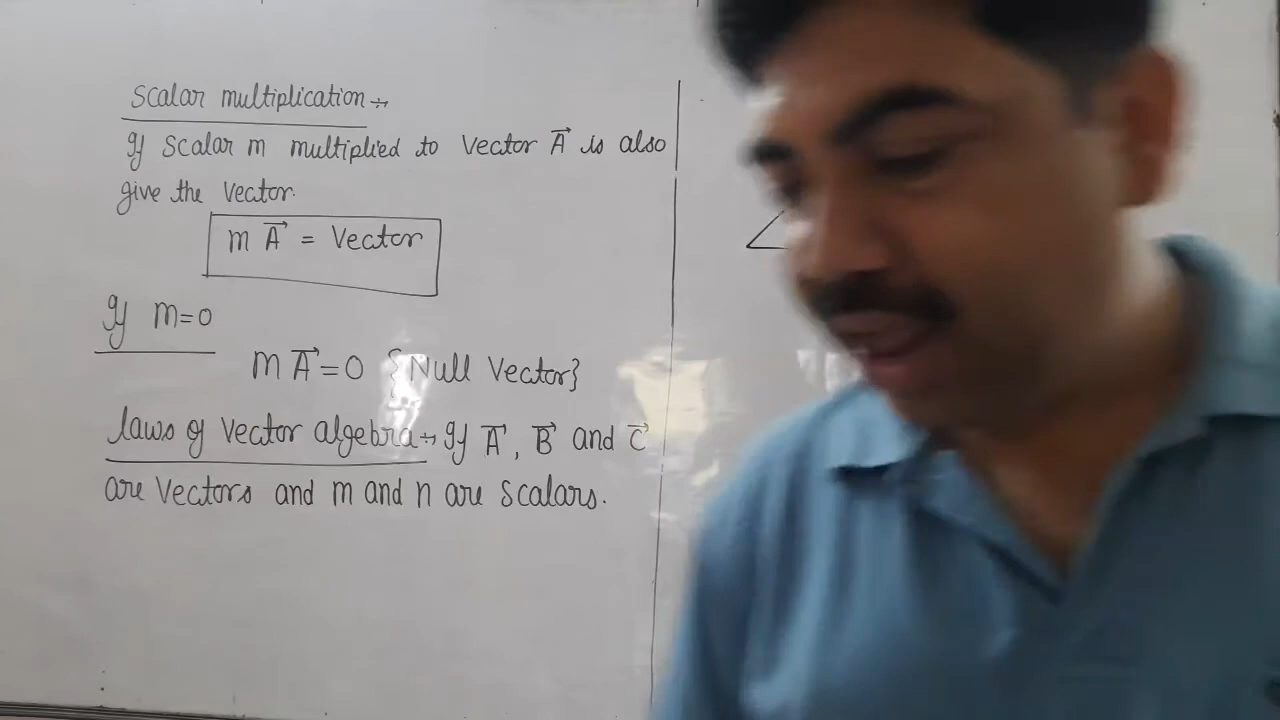 Scalar multiplication →
If scalar m multiplied to vector A⃗ is also
give the vector.
m A⃗ = Vector
If m=0
m A⃗ = 0 {Null Vector}
laws of vector algebra → If A⃗, B⃗ and C⃗
are vectors and m and n are scalars.